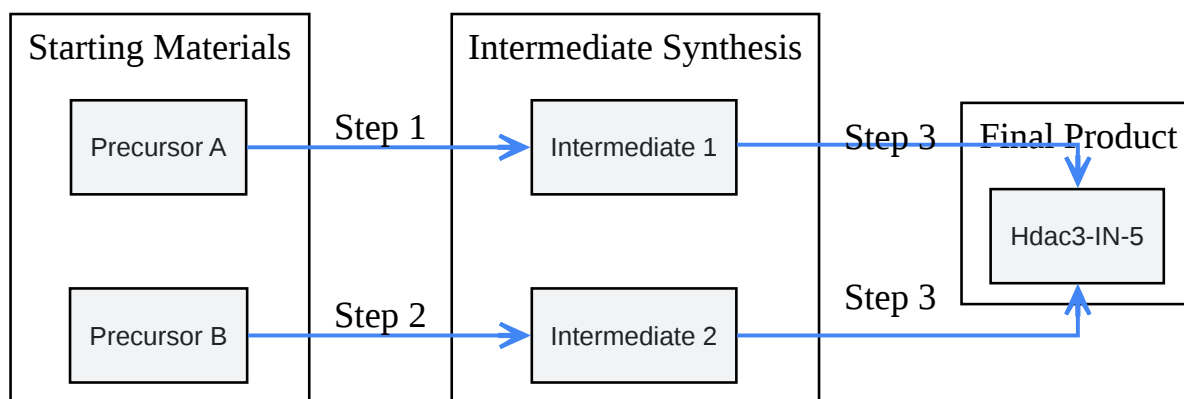 Starting Materials
Intermediate Synthesis
Precursor A
Step 1
Intermediate 1
Step 3
Final Product
Hdac3-IN-5
Precursor B
Step 2
Intermediate 2
Step 3